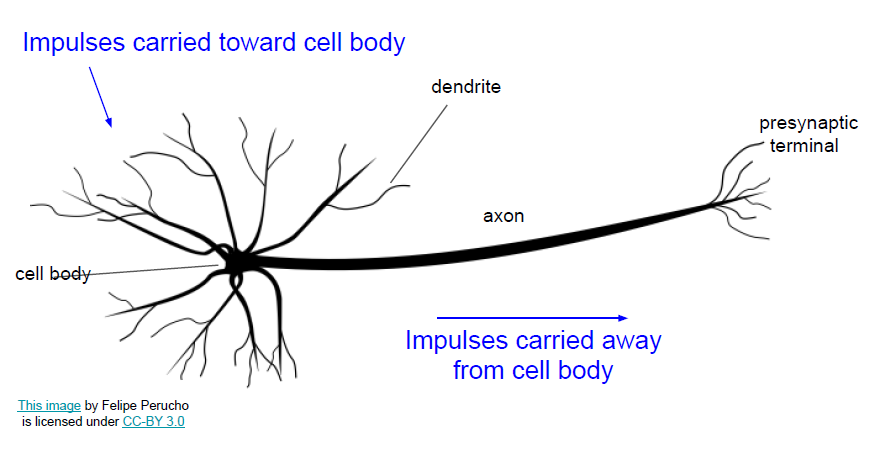 Impulses carried toward cell body
dendrite
presynaptic
terminal
axon
cell body
Impulses carried away
from cell body
This image by Felipe Perucho
is licensed under CC-BY 3.0